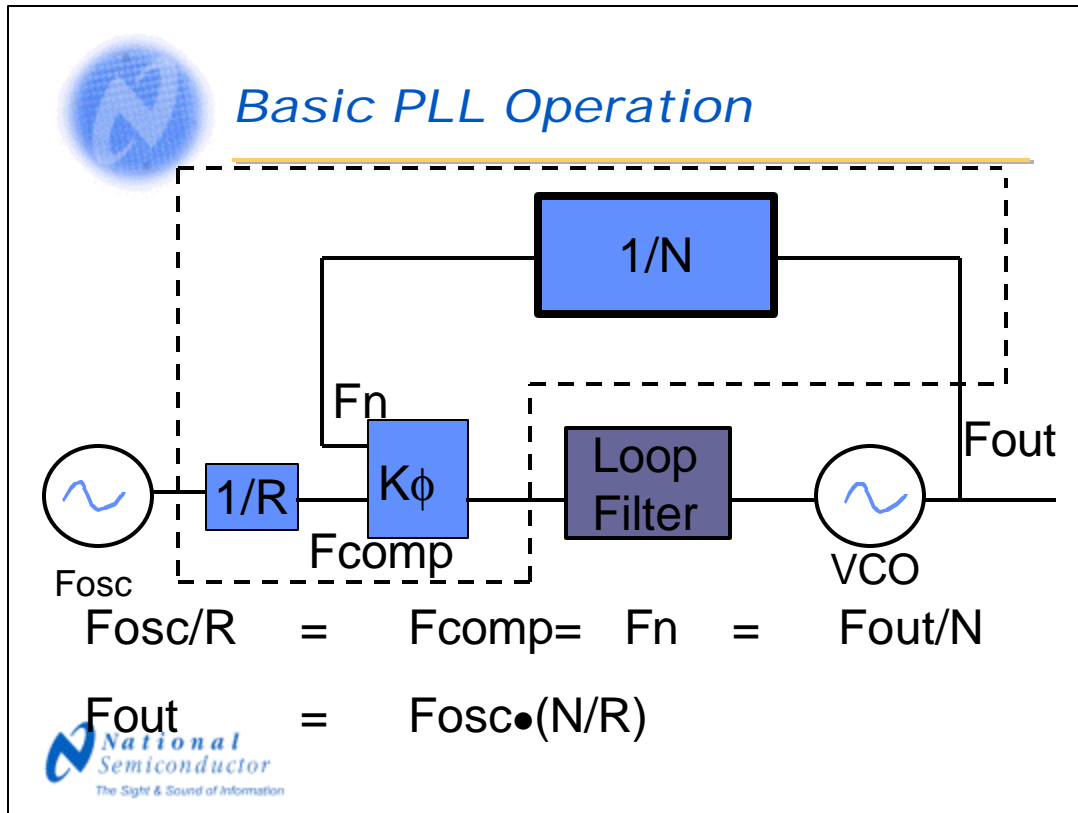 Basic PLL Operation
1/N
Fn
Fout
Loop
Filter
Kϕ
1/R
Fcomp
VCO
Fosc
Fosc/R = Fcomp= Fn = Fout/N
Fout = Fosc●(N/R)
National
Semiconductor
The Sight & Sound of Information